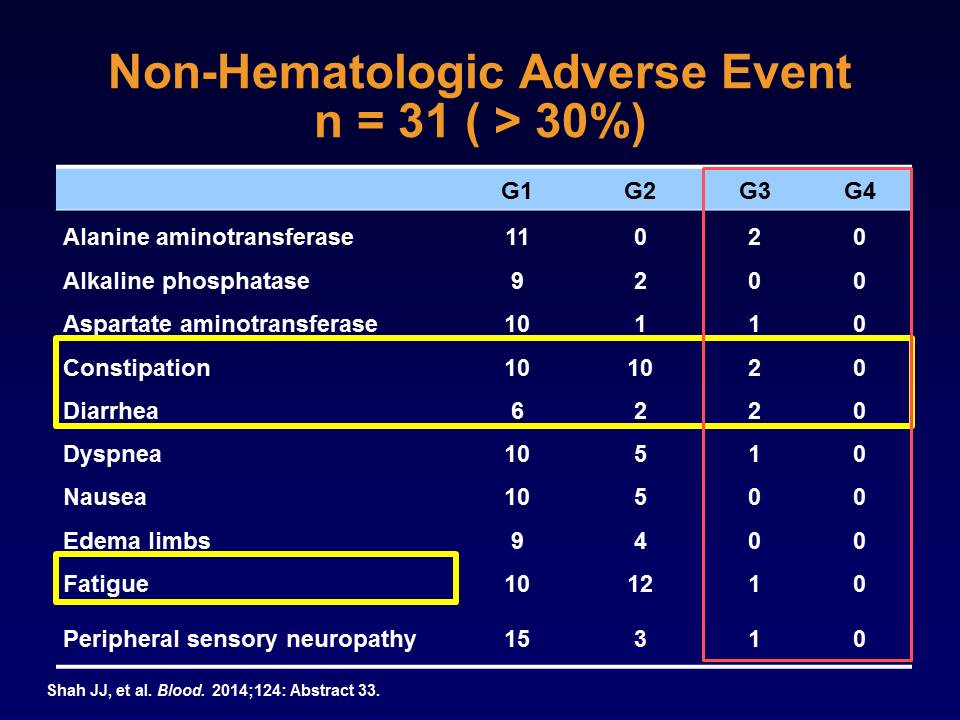 Non-Hematologic Adverse Event
n = 31 ( > 30%)
G1 G2 G3 G4
Alanine aminotransferase 11 0 2 0
Alkaline phosphatase 9 2 0 0
Aspartate aminotransferase 10 1 1 0
Constipation 10 10 2 0
Diarrhea 6 2 2 0
Dyspnea 10 5 1 0
Nausea 10 5 0 0
Edema limbs 9 4 0 0
Fatigue 10 12 1 0
Peripheral sensory neuropathy 15 3 1 0
Shah JJ, et al. Blood. 2014;124: Abstract 33.